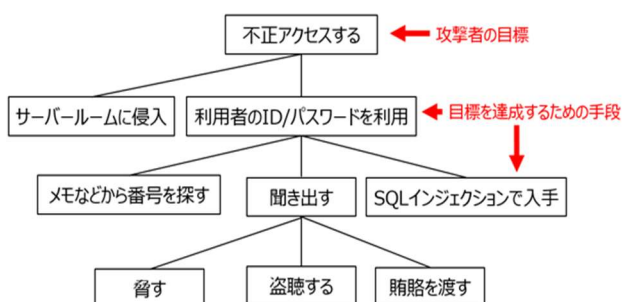 不正アクセスする
攻撃者の目標
サーバールームに侵入
利用者のID/パスワードを利用
目標を達成するための手段
メモなどから番号を探す
聞き出す
SQLインジェクションで入手
脅す
盗聴する
賄賂を渡す